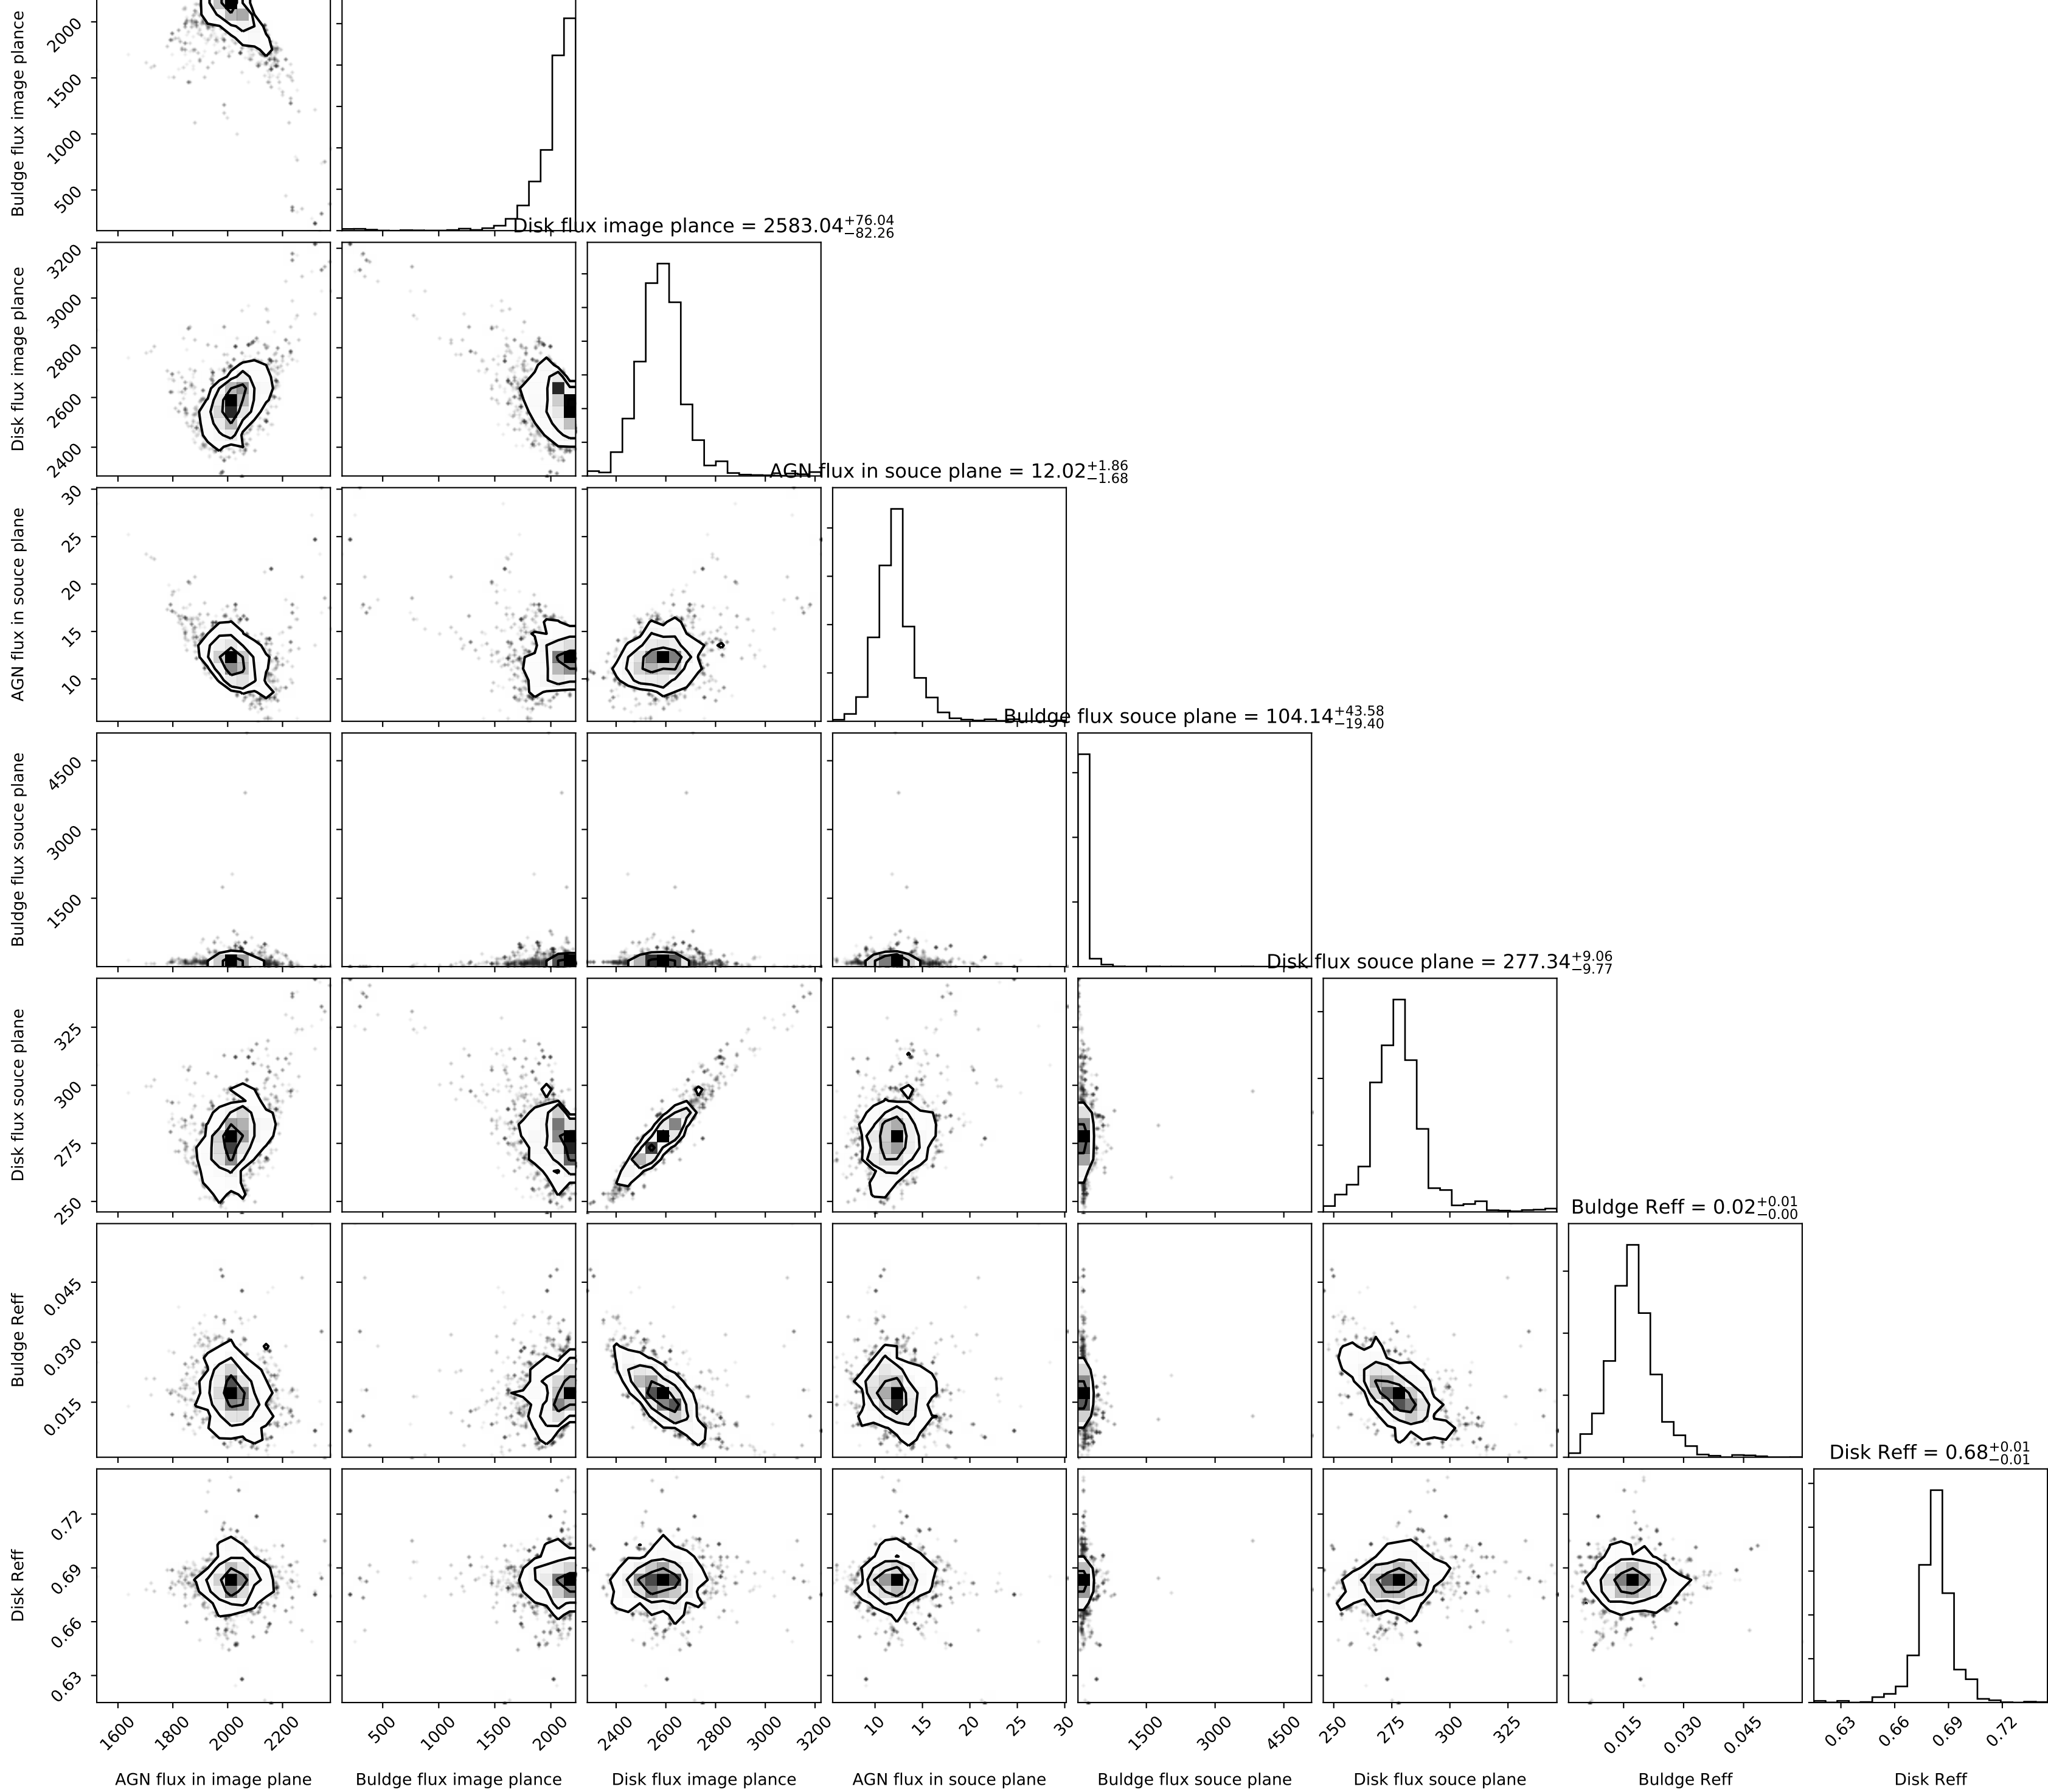 Buldge flux image plance
2000
1500
1000
500
Disk flux image plance = 2583.04+76.04−82.26
Disk flux image plance
3200
3000
2800
2600
2400
AGN flux in souce plane = 12.02+1.86−1.68
AGN flux in souce plane
30
25
20
15
10
Buldge flux souce plane = 104.14+43.58−19.40
Buldge flux souce plane
4500
3000
1500
Disk flux souce plane = 277.34+9.06−9.77
Disk flux souce plane
325
300
275
250
Buldge Reff = 0.02+0.01−0.00
Buldge Reff
0.045
0.030
0.015
Disk Reff = 0.68+0.01−0.01
Disk Reff
0.72
0.69
0.66
0.63
1600 1800 2000 2200 500 1000 1500 2000 2400 2600 2800 3000 3200 10 15 20 25 30 1500 3000 4500 250 275 300 325 0.015 0.030 0.045 0.63 0.66 0.69 0.72
AGN flux in image plane Buldge flux image plance Disk flux image plance AGN flux in souce plane Buldge flux souce plane Disk flux souce plane Buldge Reff Disk Reff